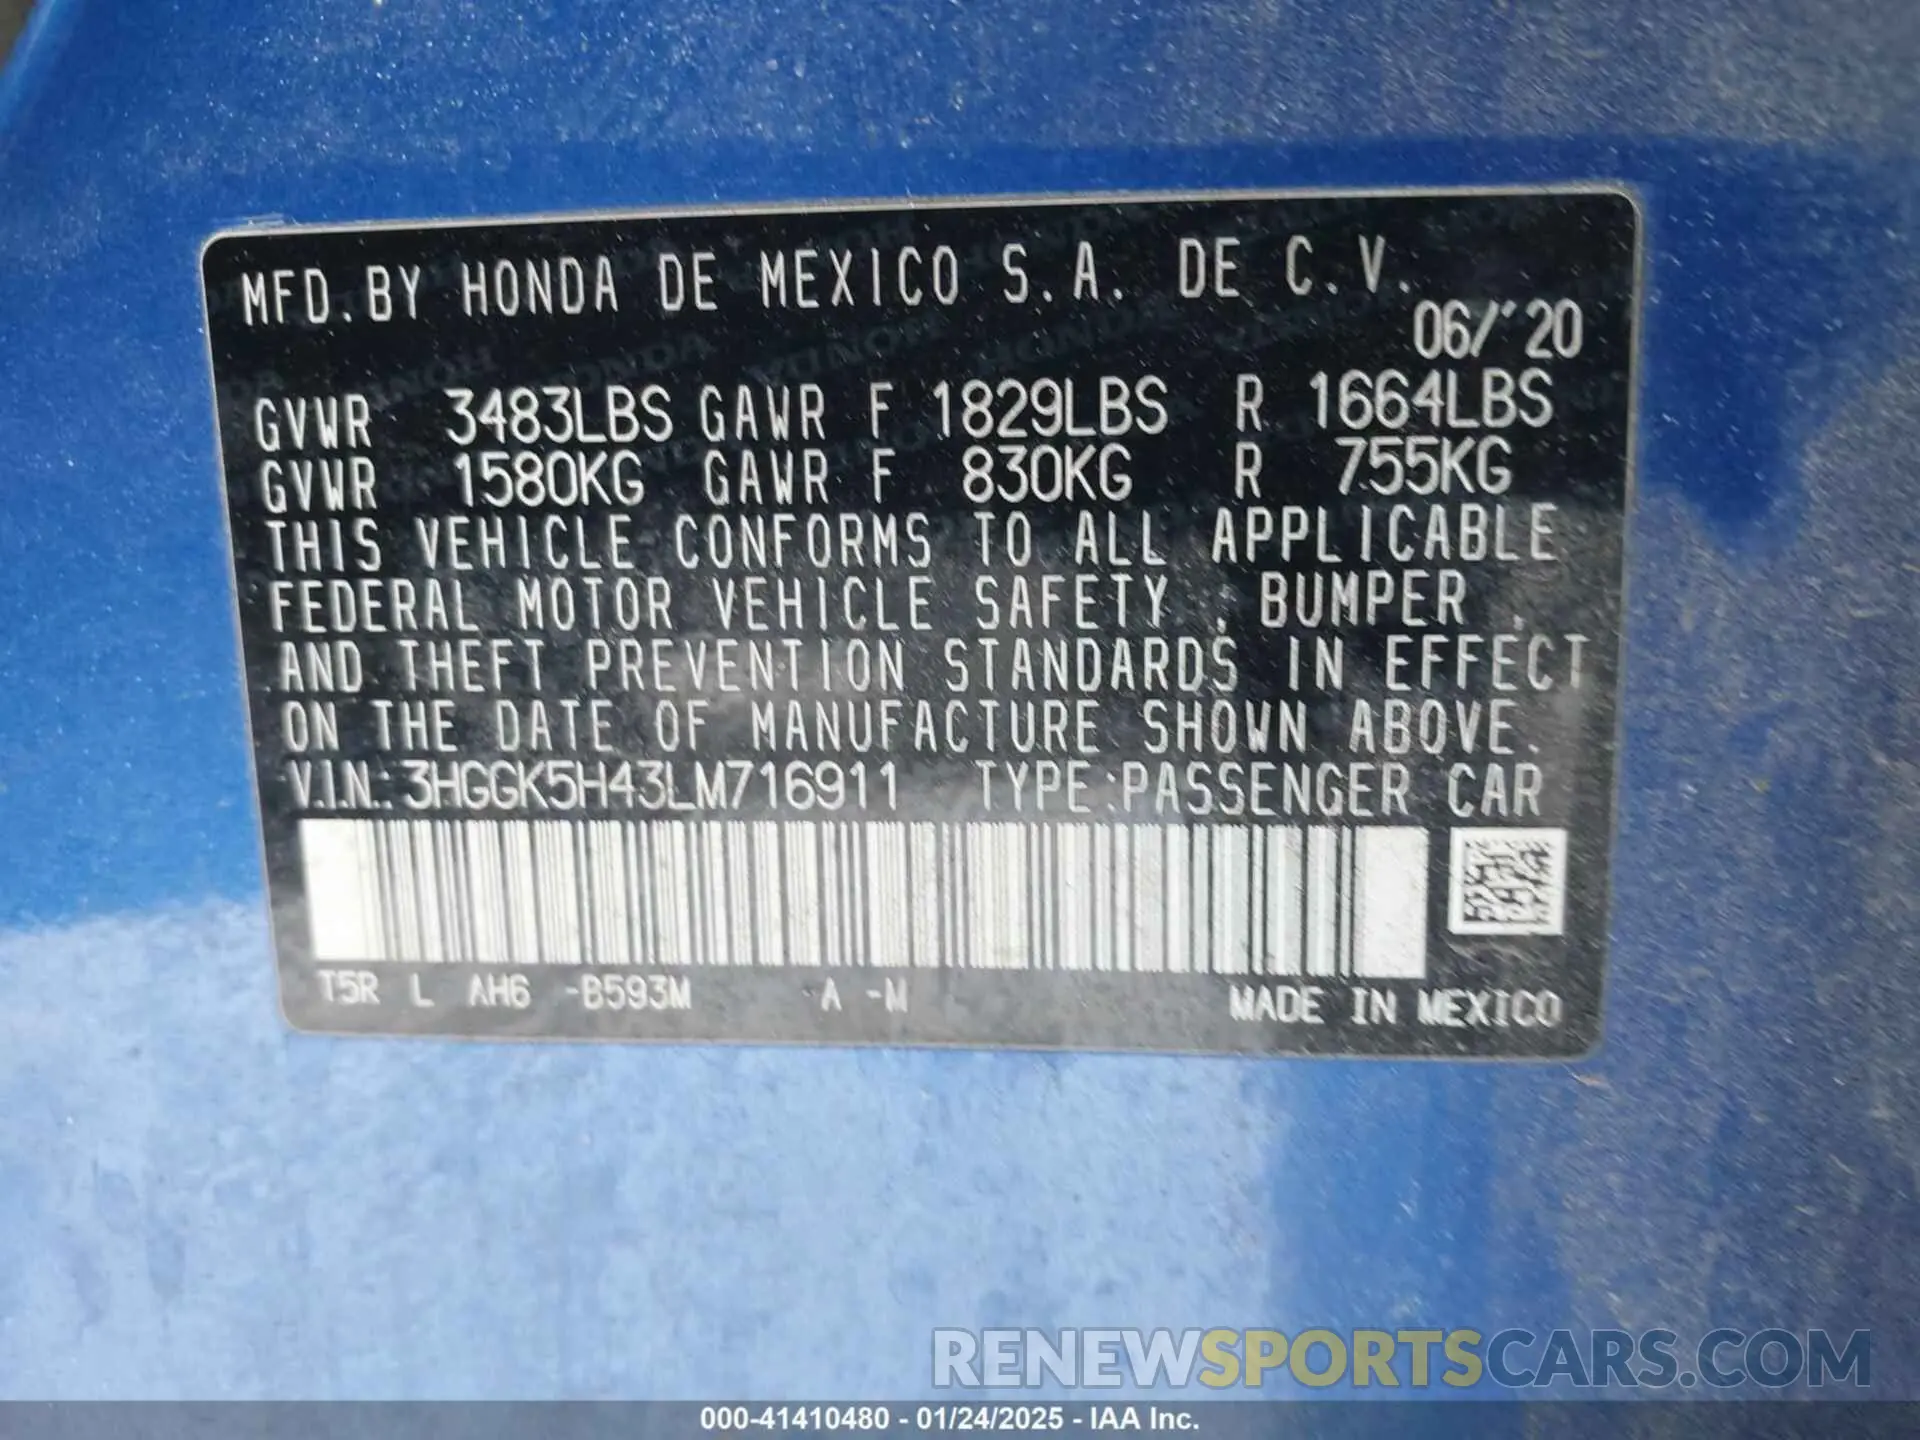 MFD. BY HONDA DE MEXICO S.A. DE C.V.
06/'20
GVWR 3483LBS GAWR F 1829LBS R 1664LBS
GVWR 1580KG GAWR F 830KG R 755KG
THIS VEHICLE CONFORMS TO ALL APPLICABLE
FEDERAL MOTOR VEHICLE SAFETY , BUMPER ,
AND THEFT PREVENTION STANDARDS IN EFFECT
ON THE DATE OF MANUFACTURE SHOWN ABOVE.
V.I.N.: 3HGGK5H43LM716911 TYPE:PASSENGER CAR
T5R L AH6 -B593M A -M MADE IN MEXICO
RENEWSPORTSCARS.COM
000-41410480 - 01/24/2025 - IAA Inc.